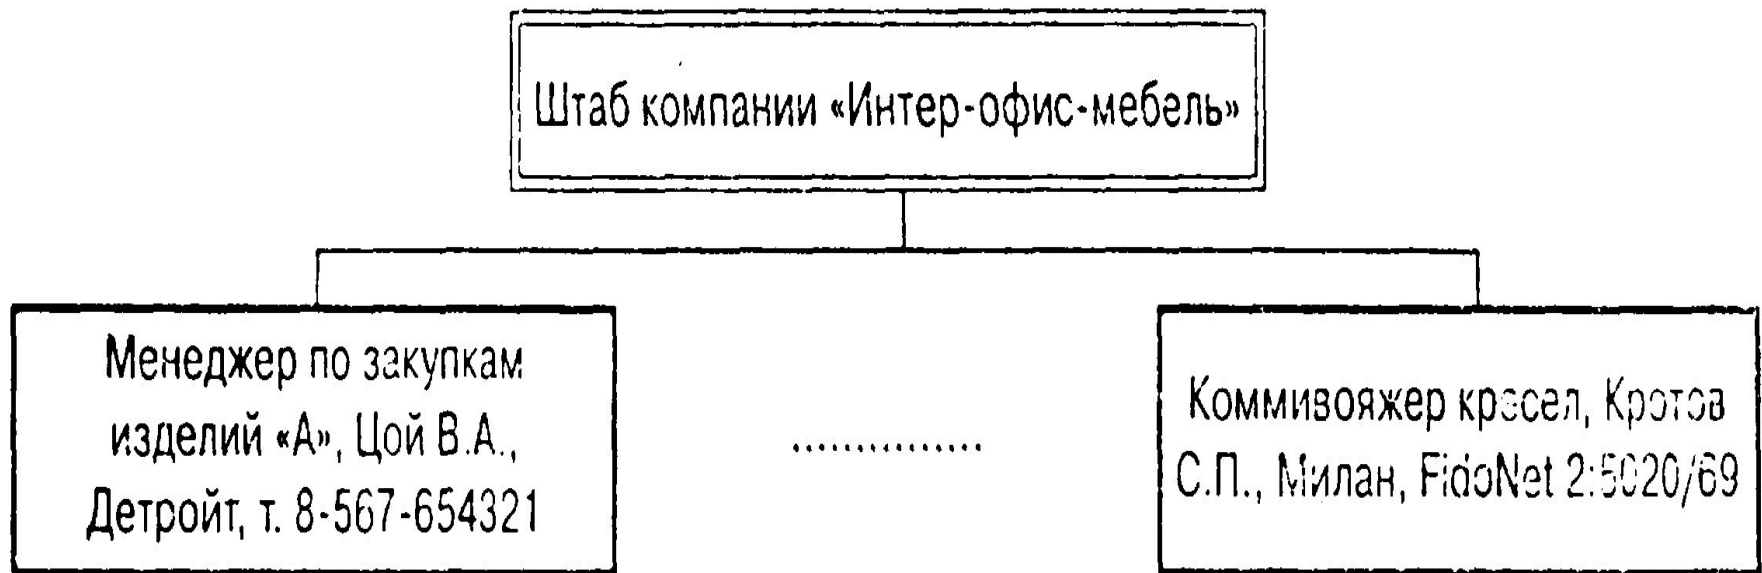 Штаб компании «Интер-офис-мебель»
Менеджер по закупкам
изделий «А», Цой В.А.,
Детройт, т. 8-567-654321
..............
Коммивояжер кресел, Кротов
С.П., Милан, FidoNet 2:5020/69